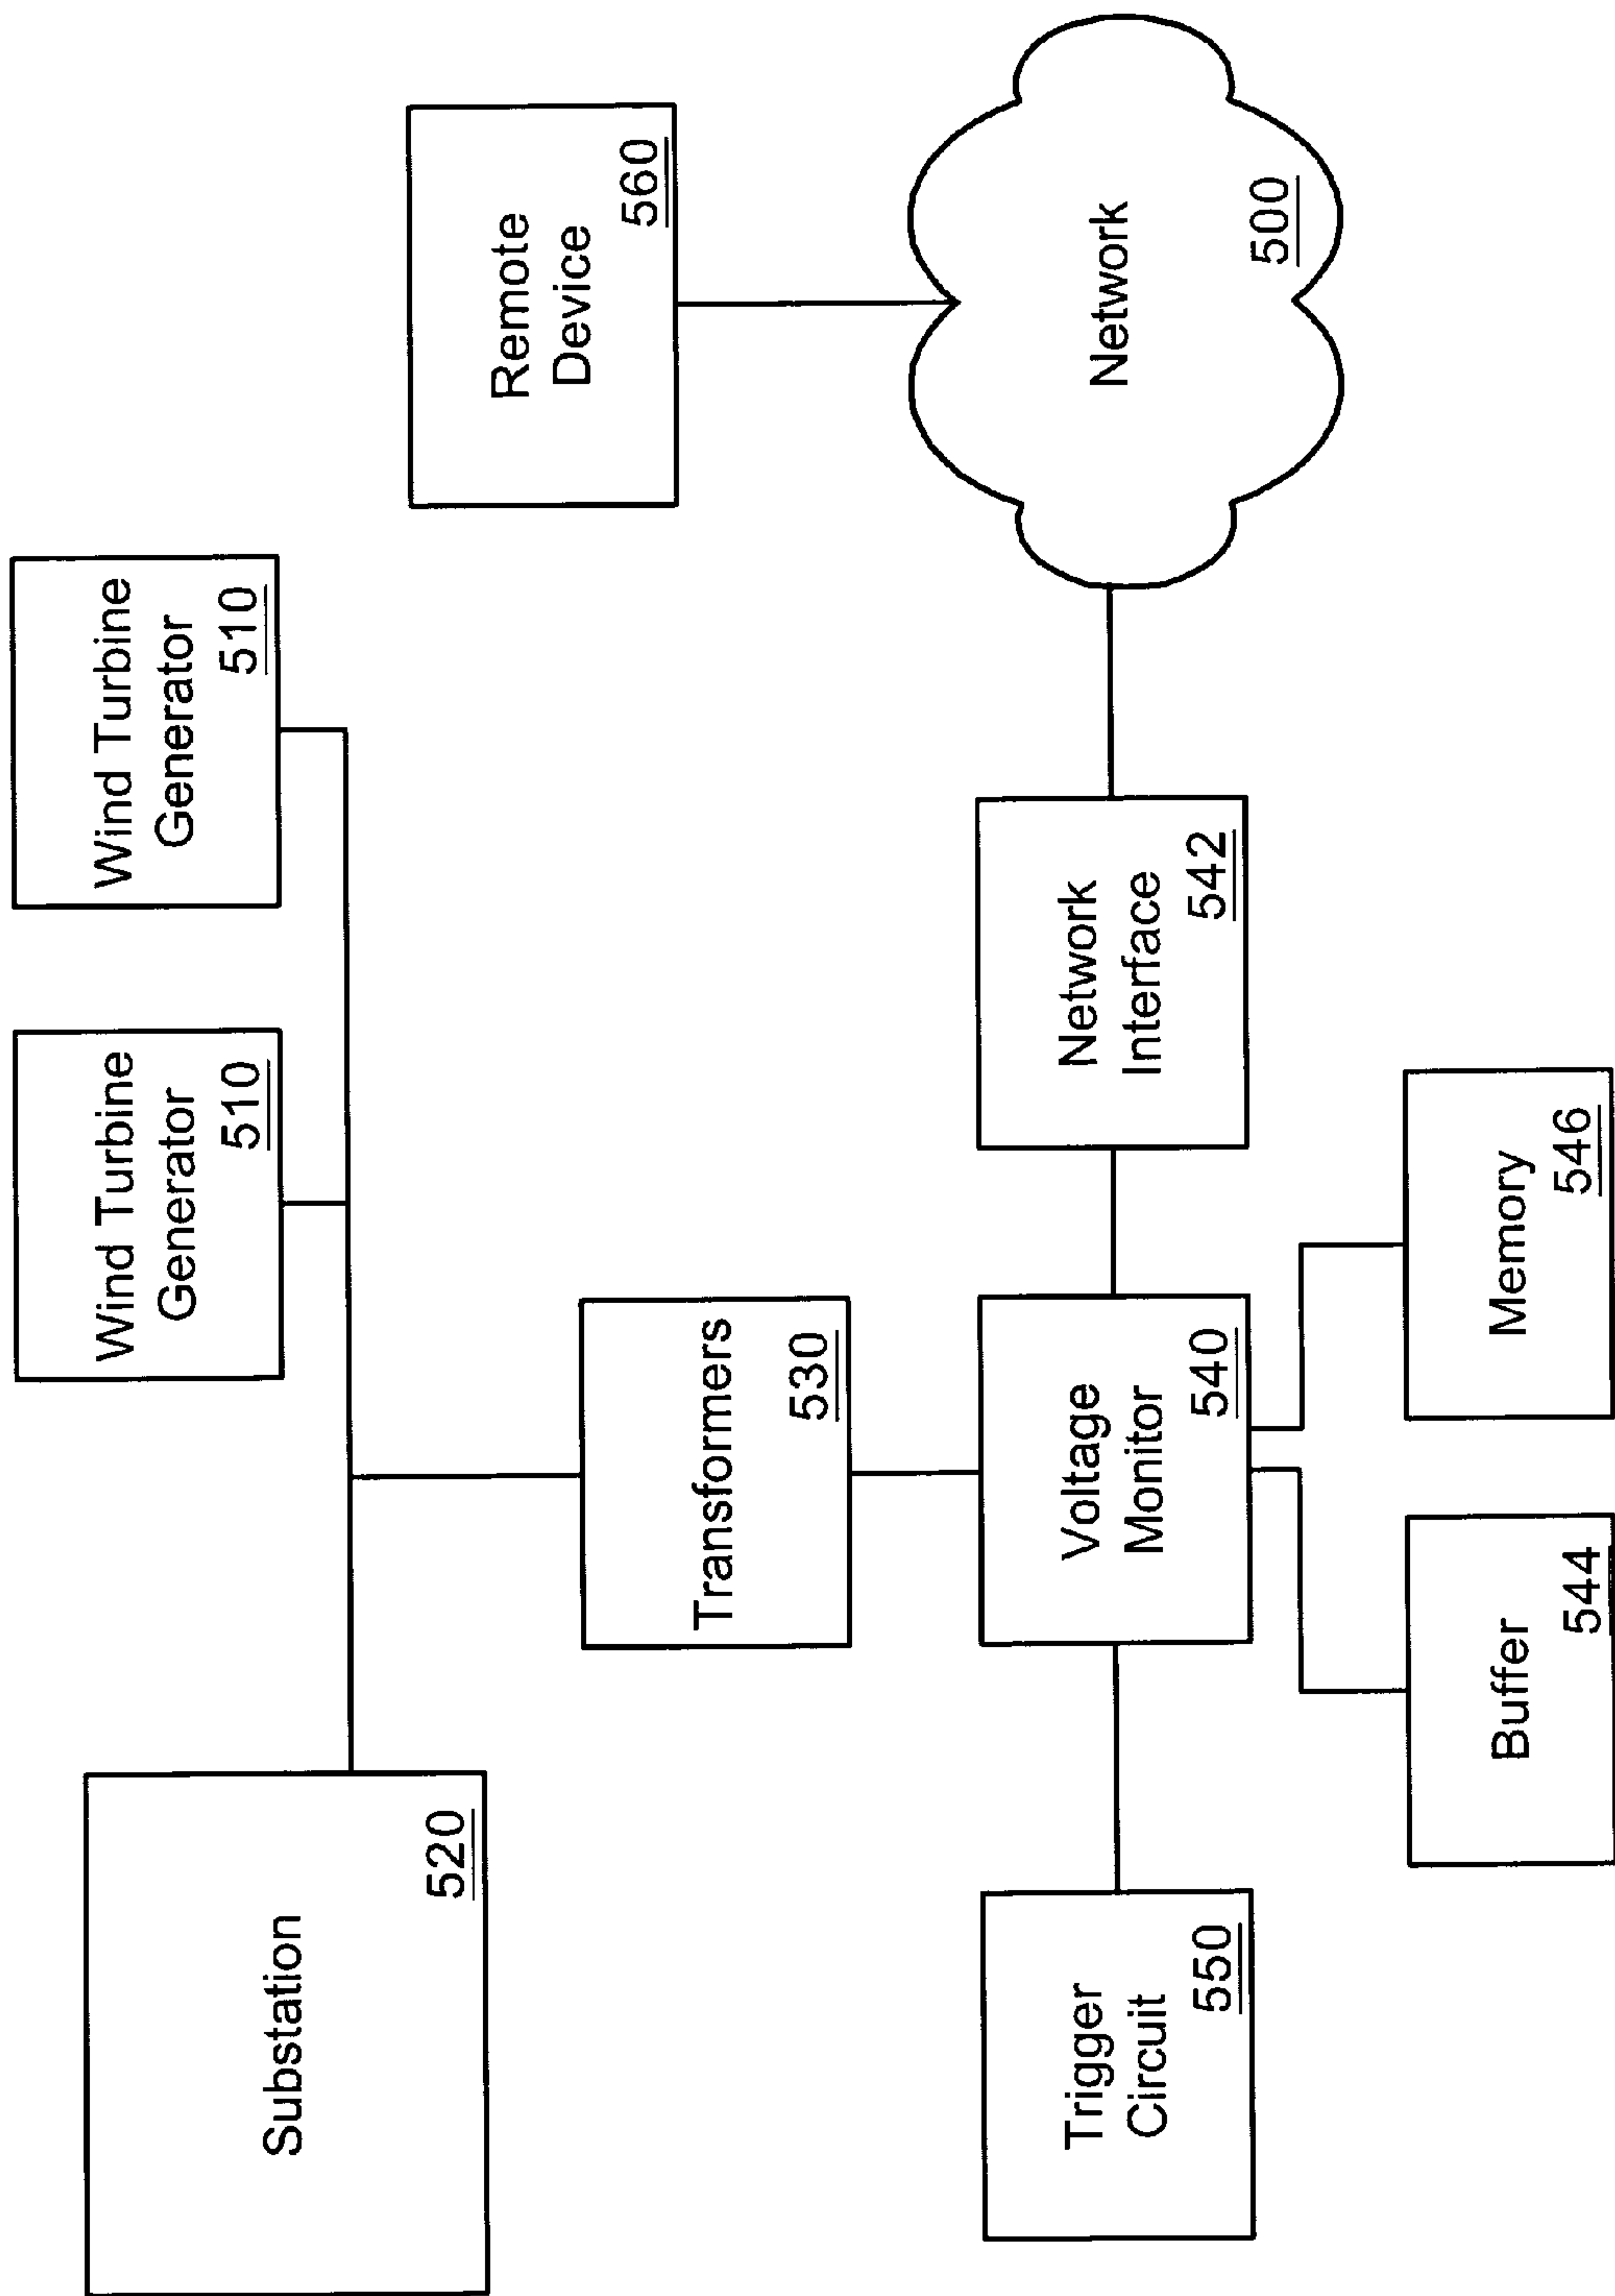 Substation
520
Wind Turbine
Generator
510
Wind Turbine
Generator
510
Transformers
530
Remote
Device
560
Trigger
Circuit
550
Voltage
Monitor
540
Network
Interface
542
Network
500
Buffer
544
Memory
546